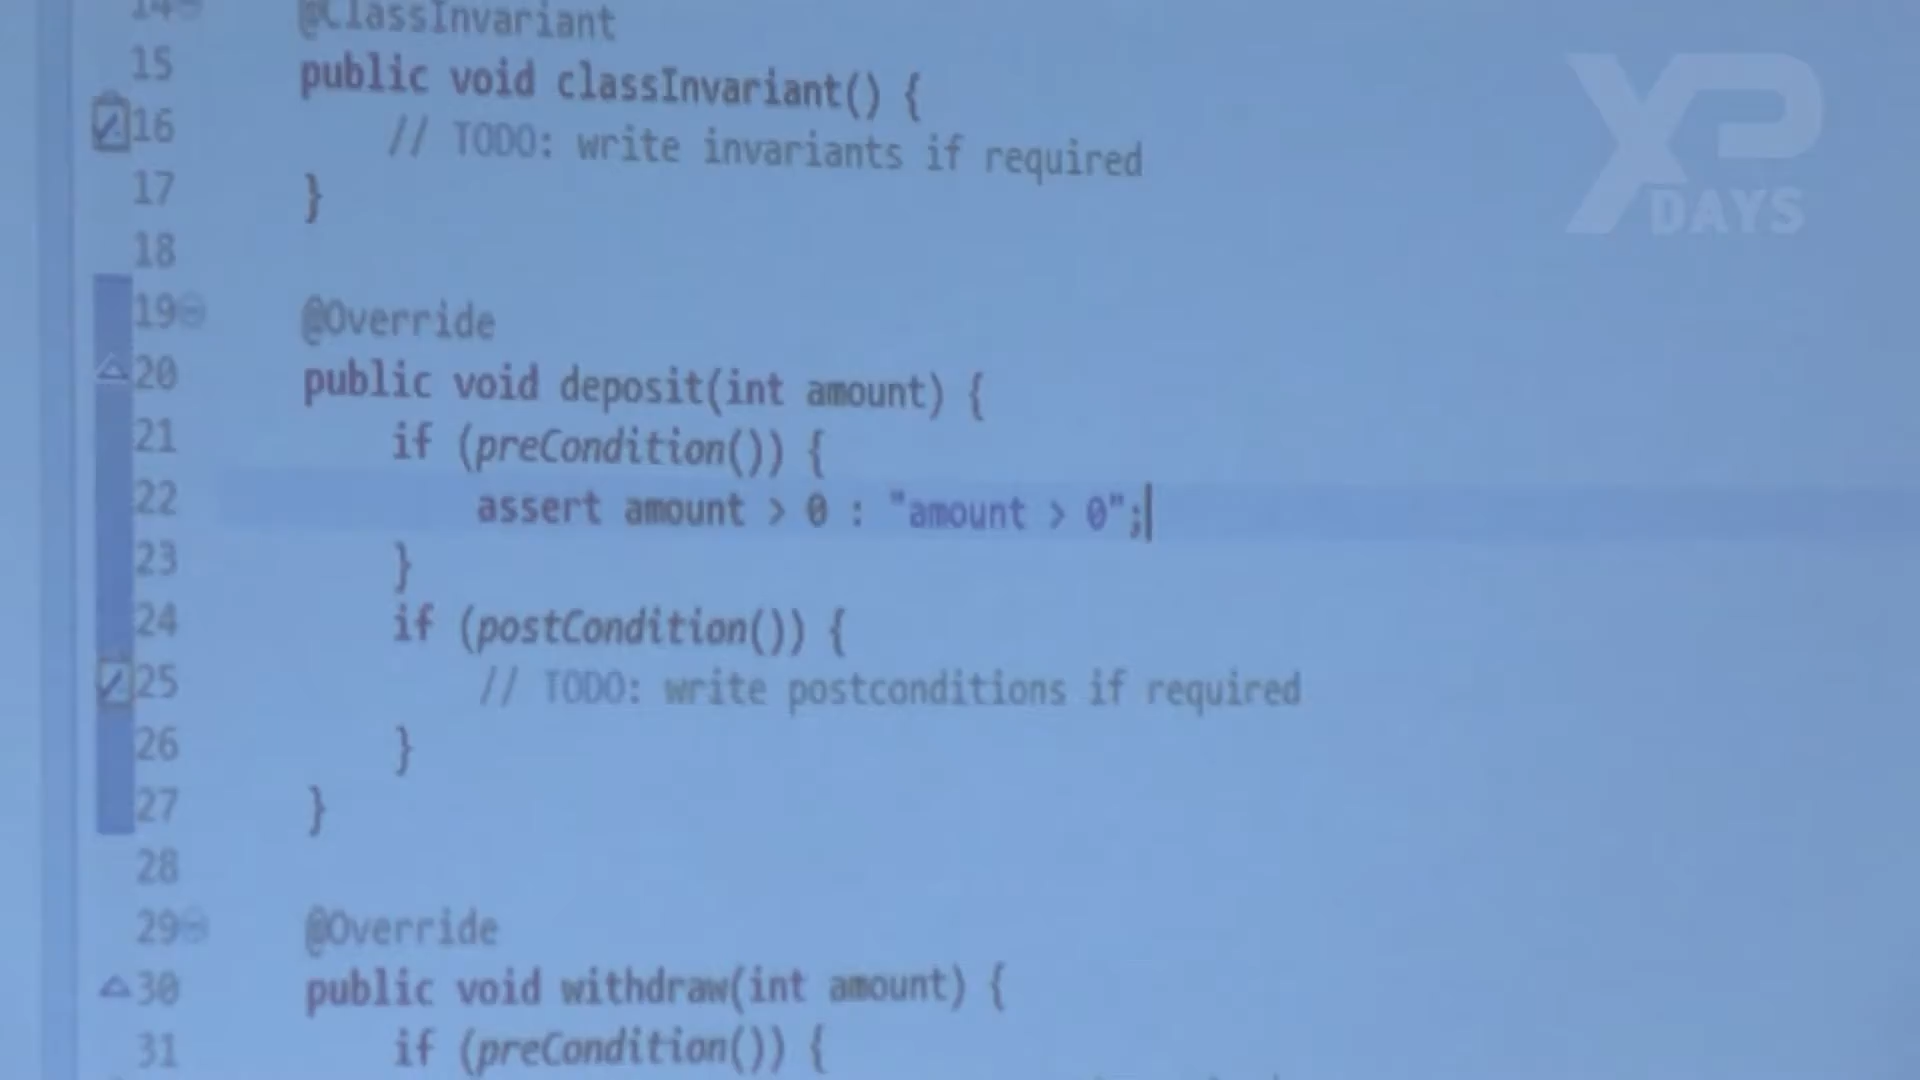 14
@ClassInvariant
15 public void classInvariant() {
16 // TODO: write invariants if required
17 }
18
19 @Override
20 public void deposit(int amount) {
21 if (preCondition()) {
22 assert amount > 0 : "amount > 0";
23 }
24 if (postCondition()) {
25 // TODO: write postconditions if required
26 }
27 }
28
29 @Override
30 public void withdraw(int amount) {
31 if (preCondition()) {
XP
DAYS